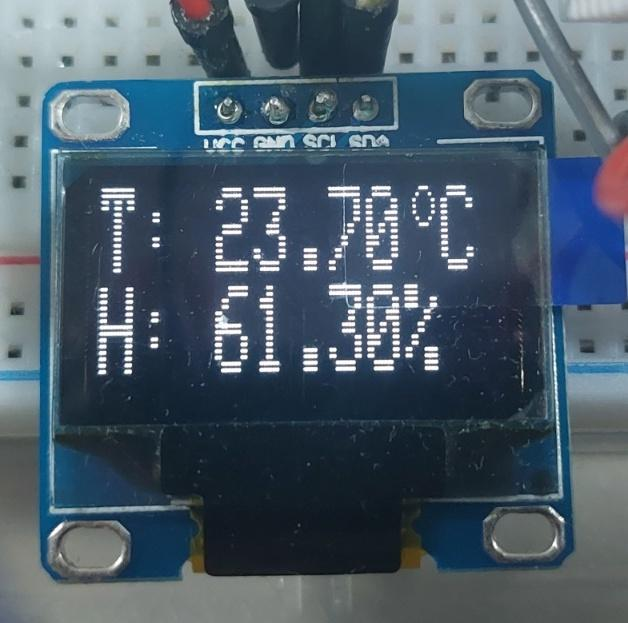 VCC GND SCL SDA
T: 23.70°C
H: 61.30%